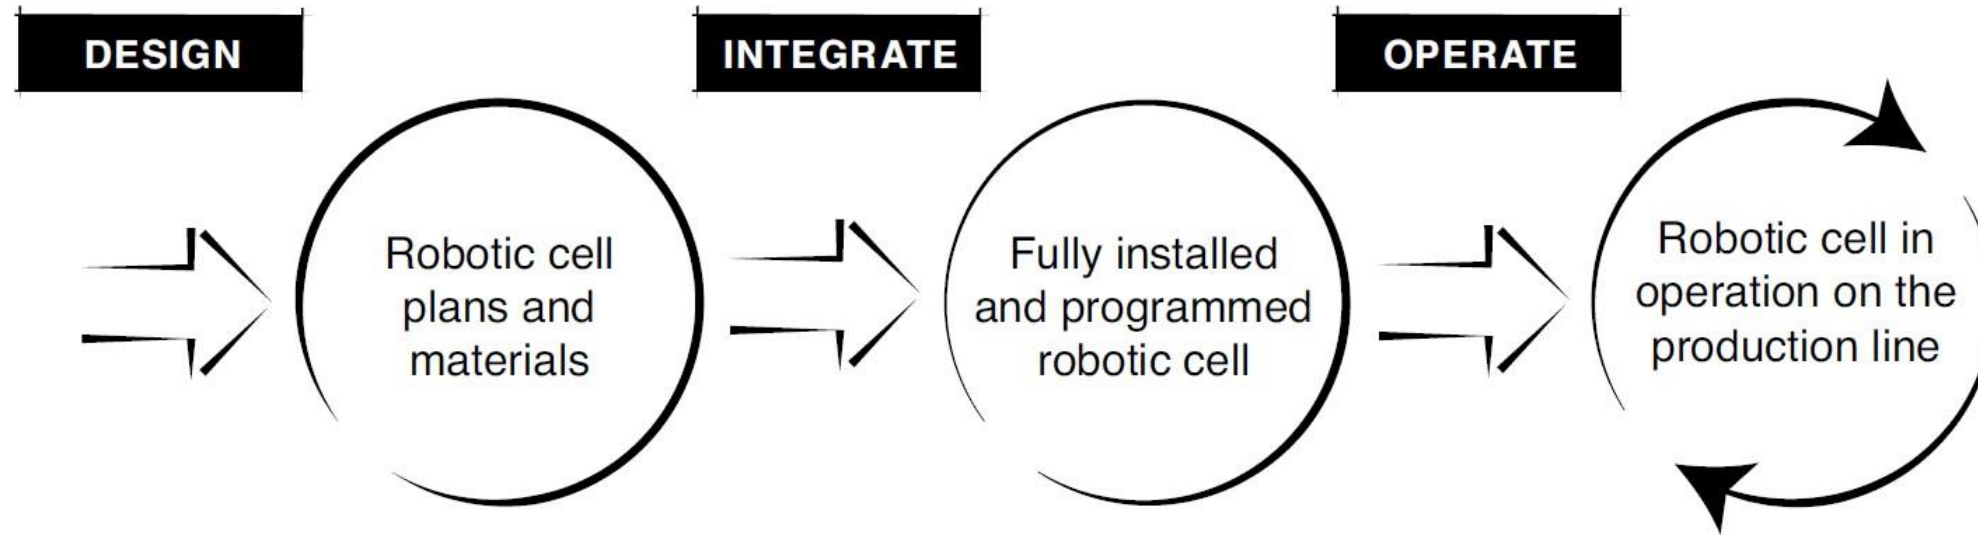 DESIGN
INTEGRATE
OPERATE
Robotic cell
plans and
materials
Fully installed
and programmed
robotic cell
Robotic cell in
operation on the
production line